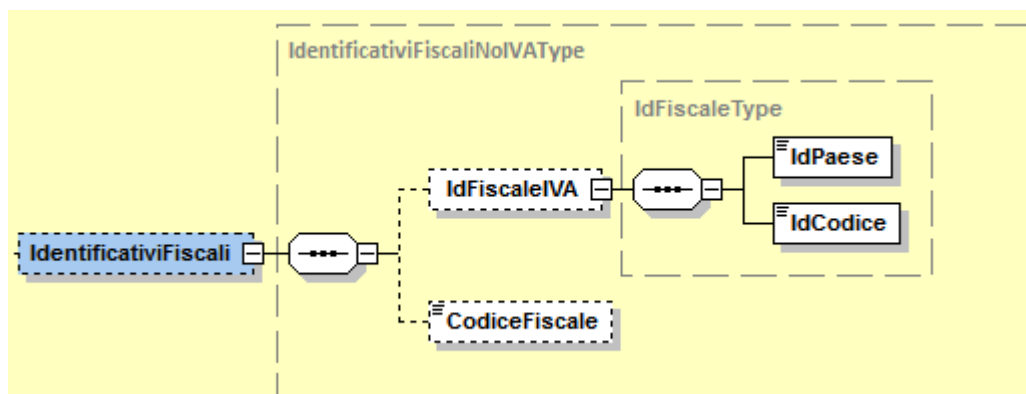 IdentificativiFiscaliNoIVAType
IdFiscaleType
IdPaese
IdFiscaleIVA
IdCodice
IdentificativiFiscali
CodiceFiscale